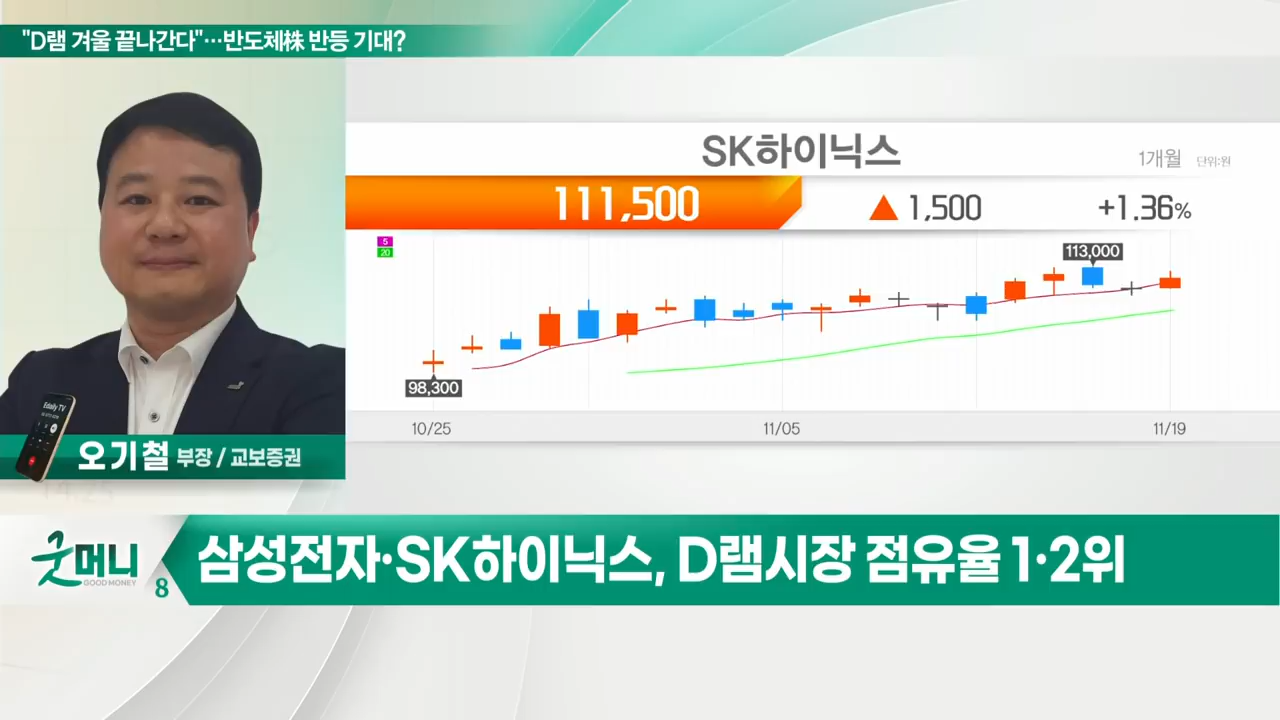 "D램 겨울 끝나간다"…반도체株 반등 기대?
SK하이닉스
1개월 단위:원
111,500 ▲ 1,500 +1.36%
5
20
113,000
98,300
10/25 11/05 11/19
Edaily TV
오기철 부장 / 교보증권
굿머니
GOOD MONEY
8
삼성전자·SK하이닉스, D램시장 점유율 1·2위